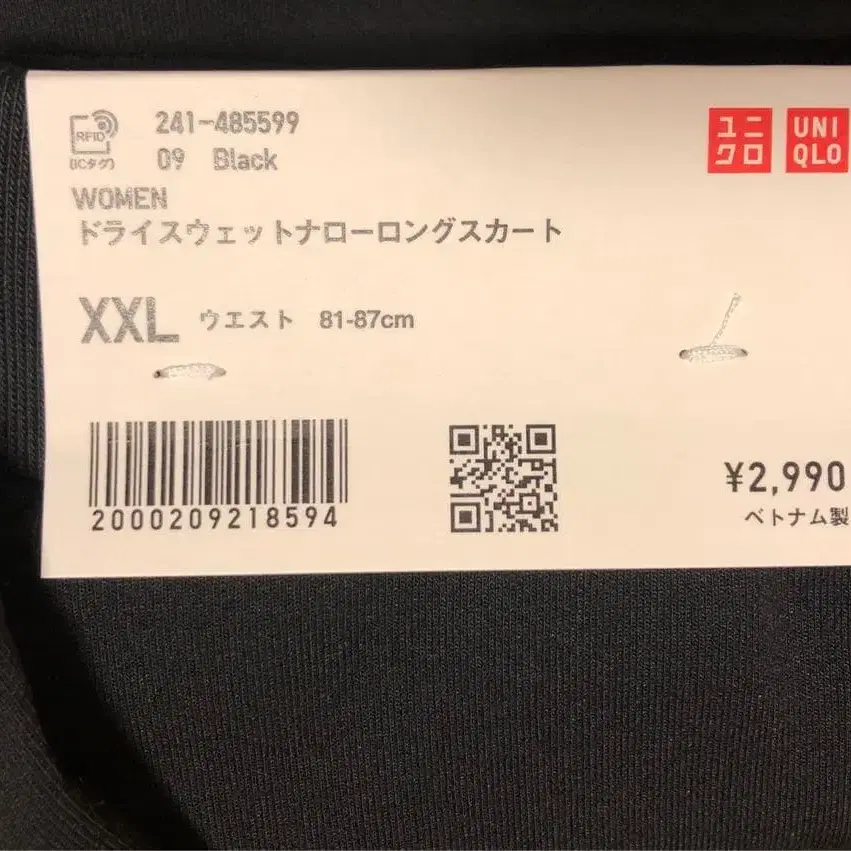 RFID
(ICタグ)
241-485599
09 Black
ユニクロ
UNIQLO
WOMEN
ドライスウェットナローロングスカート
XXL ウエスト 81-87cm
2000209218594
¥2,990
ベトナム製